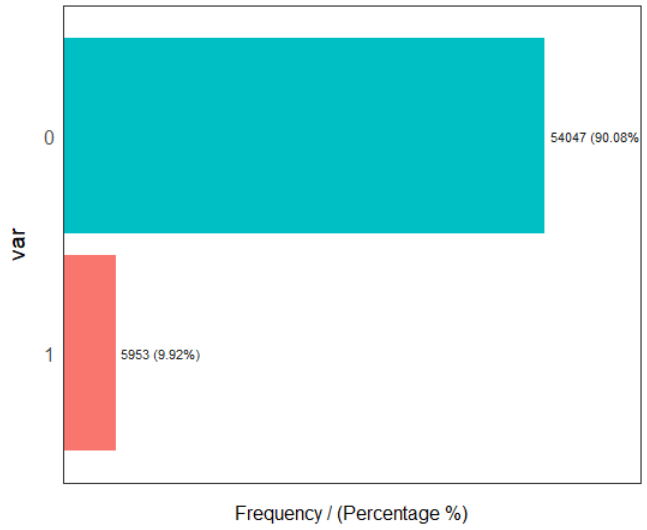 0
54047 (90.08%
var
1
5953 (9.92%)
Frequency / (Percentage %)